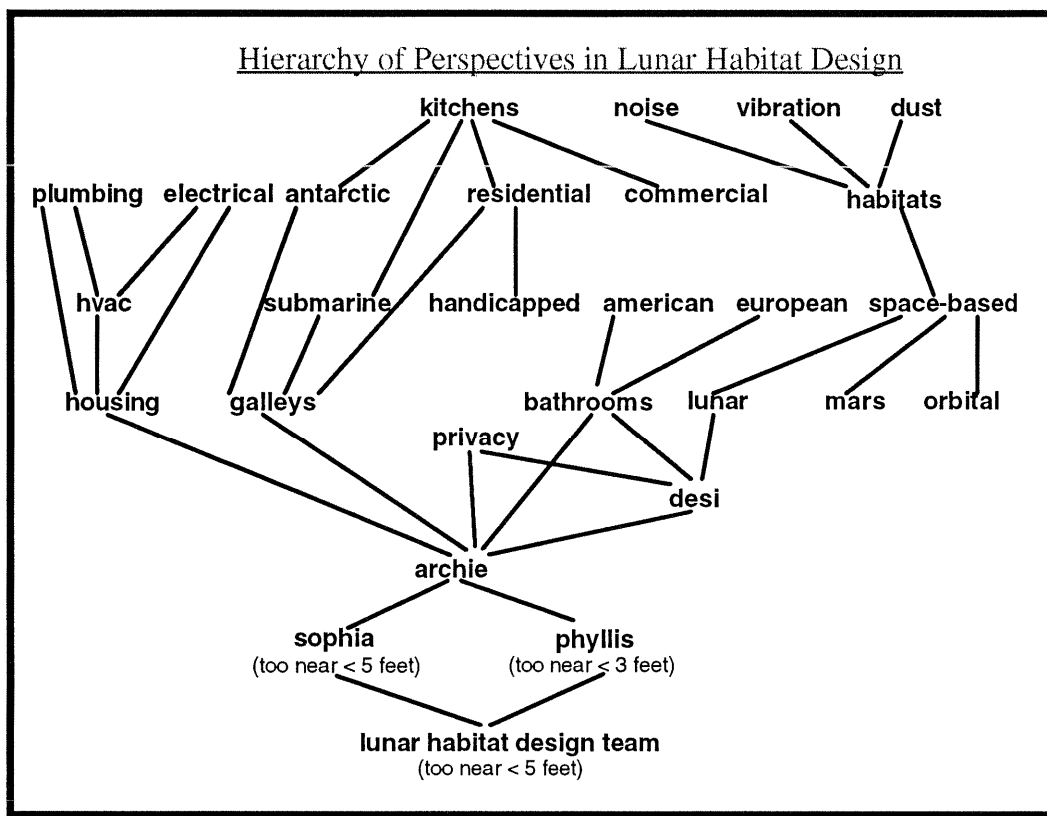 Hierarchy of Perspectives in Lunar Habitat Design
kitchens noise vibration dust
plumbing electrical antarctic residential commercial habitats
hvac submarine handicapped american european space-based
housing galleys bathrooms lunar mars orbital
privacy
desi
archie
sophia phyllis
(too near < 5 feet) (too near < 3 feet)
lunar habitat design team
(too near < 5 feet)